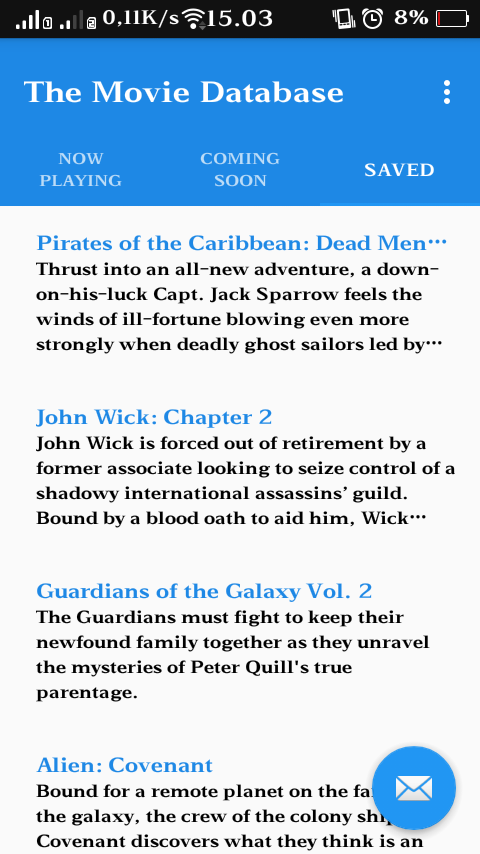 1 2 0,11K/s 15.03 8%
The Movie Database
NOW PLAYING
COMING SOON
SAVED
Pirates of the Caribbean: Dead Men...
Thrust into an all-new adventure, a down-
on-his-luck Capt. Jack Sparrow feels the
winds of ill-fortune blowing even more
strongly when deadly ghost sailors led by...
John Wick: Chapter 2
John Wick is forced out of retirement by a
former associate looking to seize control of a
shadowy international assassins’ guild.
Bound by a blood oath to aid him, Wick...
Guardians of the Galaxy Vol. 2
The Guardians must fight to keep their
newfound family together as they unravel
the mysteries of Peter Quill's true
parentage.
Alien: Covenant
Bound for a remote planet on the
the galaxy, the crew of the colony
Covenant discovers what they think is an